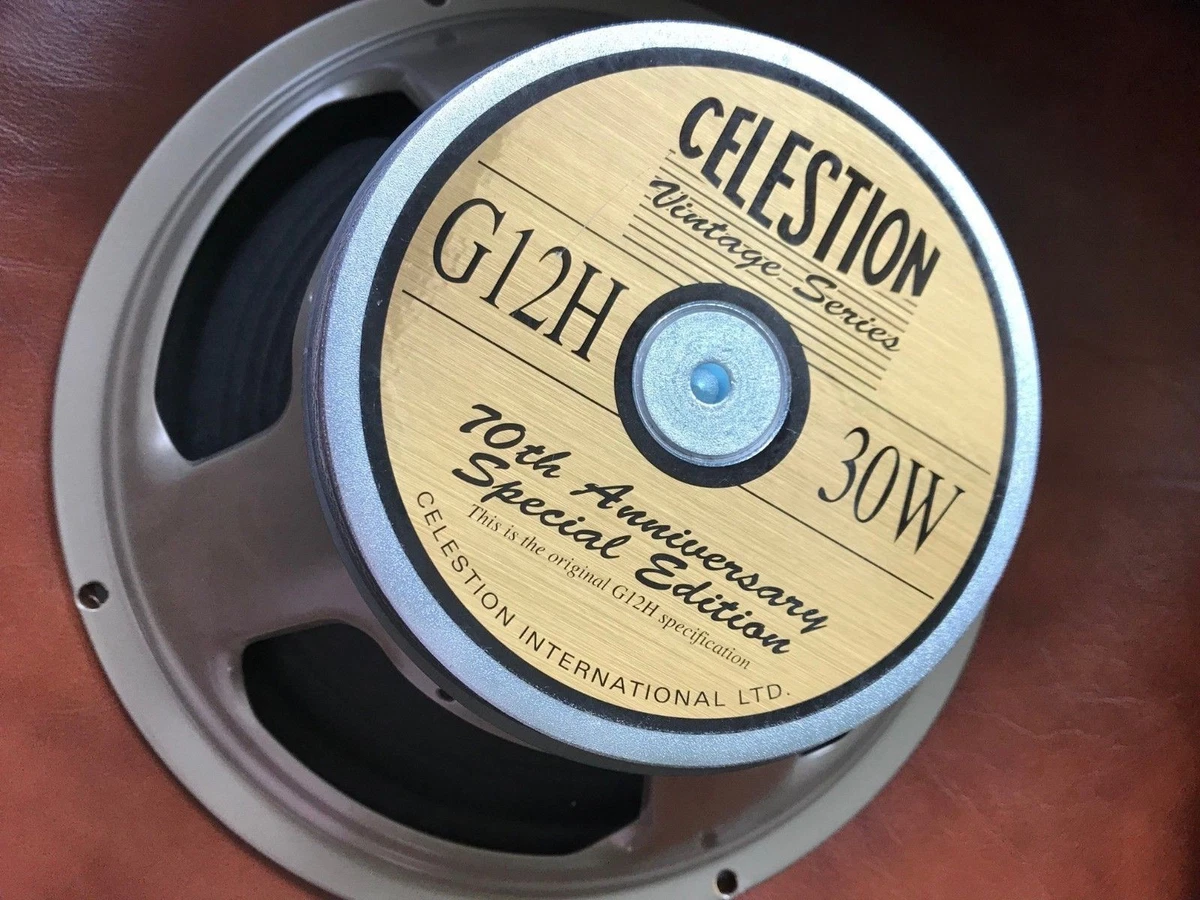 CELESTION
Vintage-Series
G12H
30W
70th Anniversary
Special Edition
This is the original G12H specification
CELESTION INTERNATIONAL LTD.